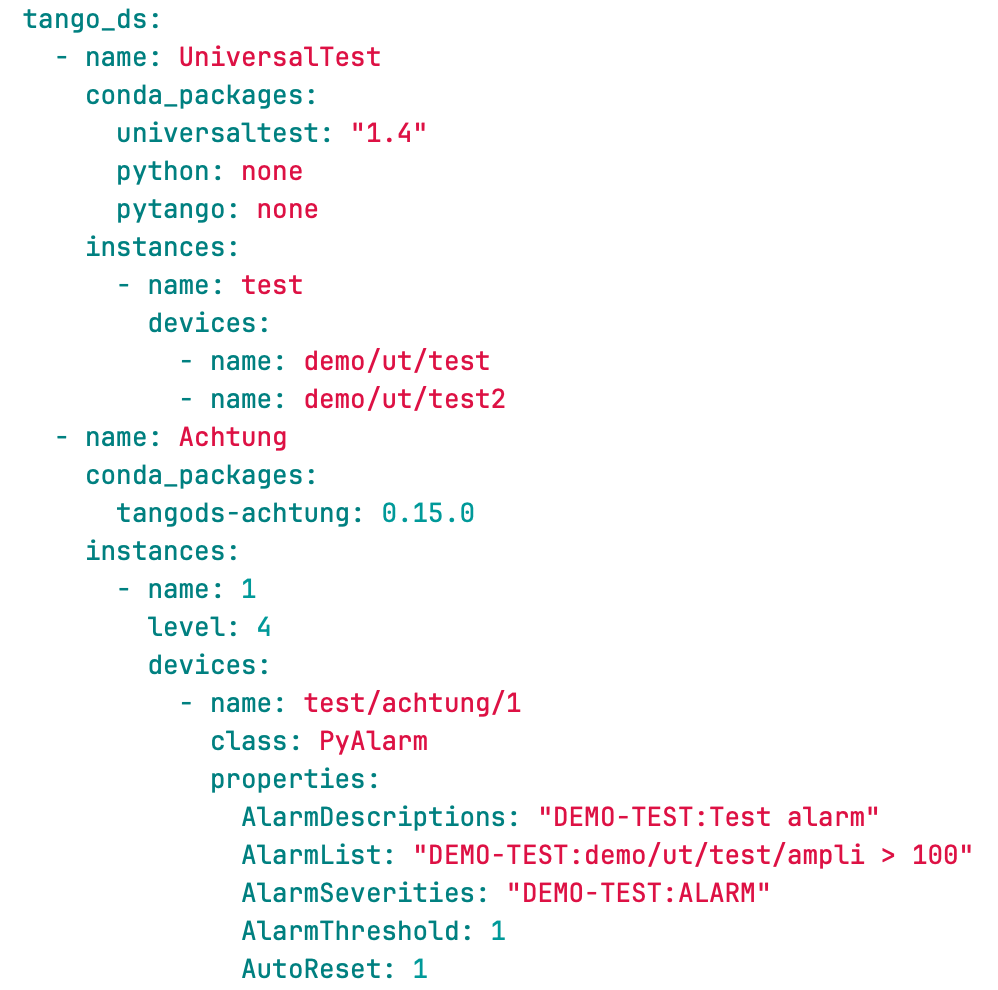 tango_ds:
  - name: UniversalTest
    conda_packages:
      universaltest: "1.4"
      python: none
      pytango: none
    instances:
      - name: test
        devices:
          - name: demo/ut/test
          - name: demo/ut/test2
  - name: Achtung
    conda_packages:
      tangods-achtung: 0.15.0
    instances:
      - name: 1
        level: 4
        devices:
          - name: test/achtung/1
            class: PyAlarm
            properties:
              AlarmDescriptions: "DEMO-TEST:Test alarm"
              AlarmList: "DEMO-TEST:demo/ut/test/ampli > 100"
              AlarmSeverities: "DEMO-TEST:ALARM"
              AlarmThreshold: 1
              AutoReset: 1